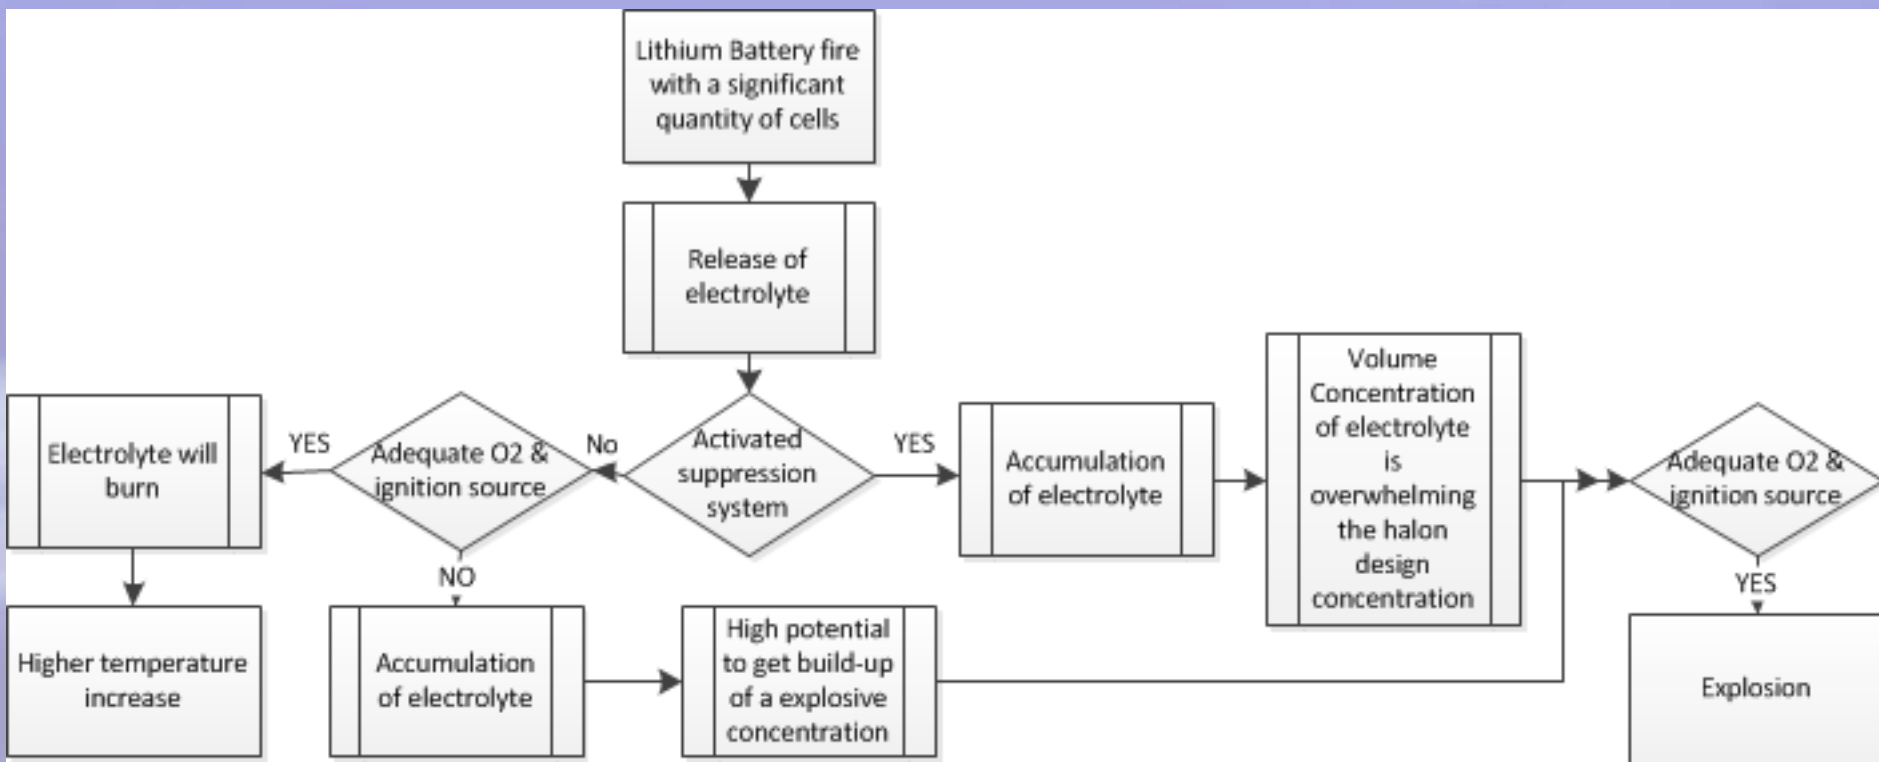 Lithium Battery fire
with a significant
quantity of cells
Release of
electrolyte
Activated
suppression
system
No
Adequate O2 &
ignition source
YES
Electrolyte will
burn
Higher temperature
increase
NO
Accumulation
of electrolyte
High potential
to get build-up
of a explosive
concentration
YES
Accumulation
of electrolyte
Volume
Concentration
of electrolyte
is
overwhelming
the halon
design
concentration
Adequate O2 &
ignition source
YES
Explosion